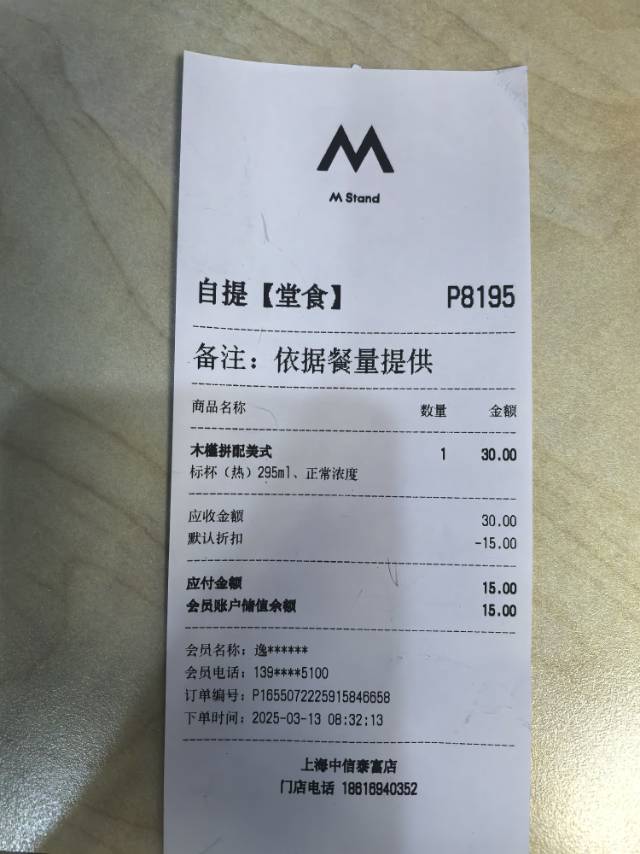 M
M Stand
自提【堂食】 P8195
备注：依据餐量提供
商品名称 数量 金额
木槿拼配美式 1 30.00
标杯（热）295ml、正常浓度
应收金额 30.00
默认折扣 -15.00
应付金额 15.00
会员账户储值余额 15.00
会员名称：逸******
会员电话：139****5100
订单编号：P1655072225915846658
下单时间：2025-03-13 08:32:13
上海中信泰富店
门店电话 18616940352